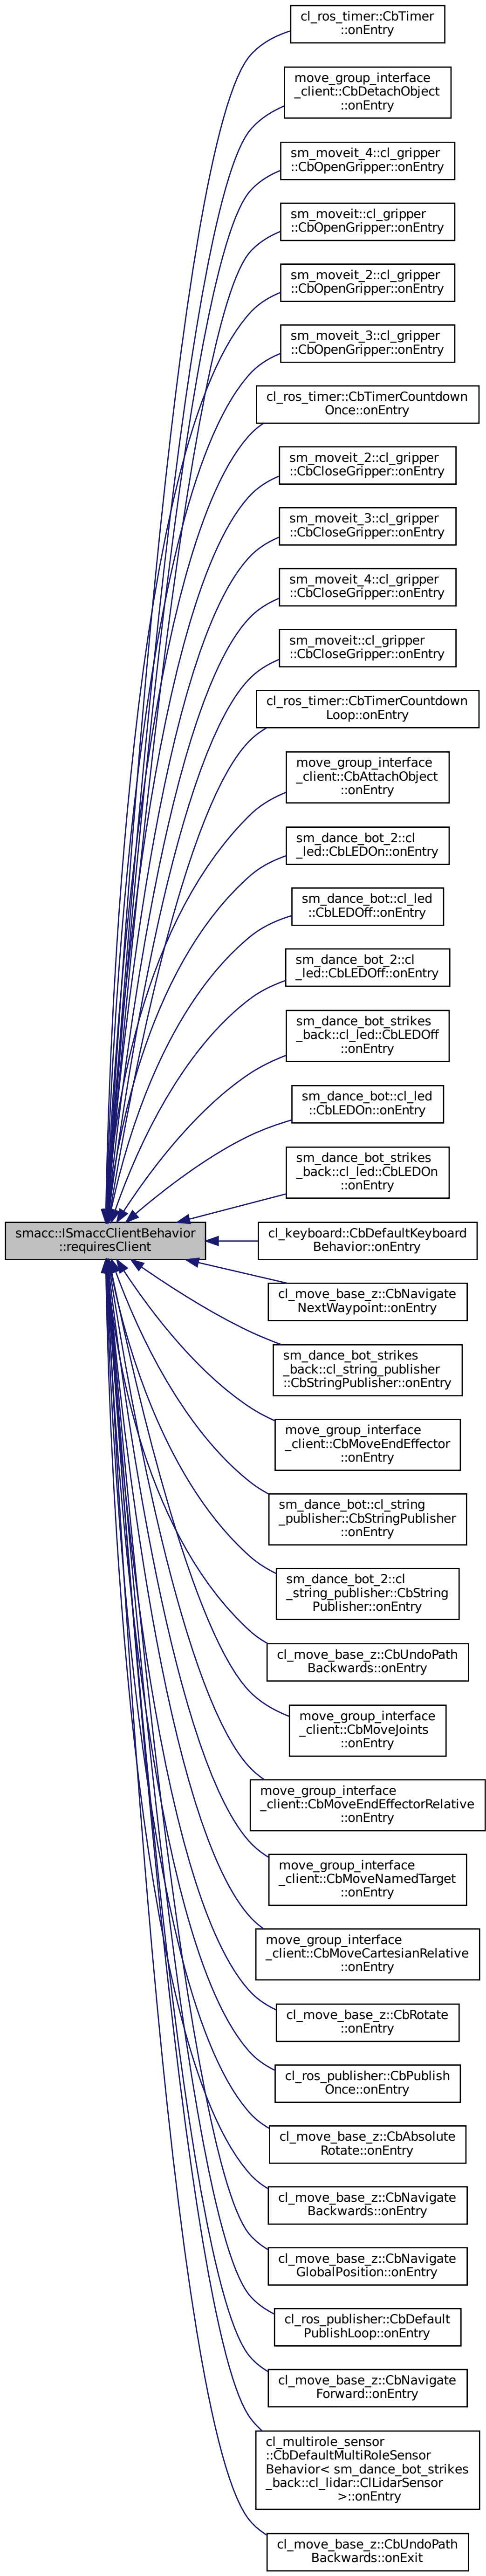 cl_ros_timer::CbTimer
::onEntry
move_group_interface
_client::CbDetachObject
::onEntry
sm_moveit_4::cl_gripper
::CbOpenGripper::onEntry
sm_moveit::cl_gripper
::CbOpenGripper::onEntry
sm_moveit_2::cl_gripper
::CbOpenGripper::onEntry
sm_moveit_3::cl_gripper
::CbOpenGripper::onEntry
cl_ros_timer::CbTimerCountdown
Once::onEntry
sm_moveit_2::cl_gripper
::CbCloseGripper::onEntry
sm_moveit_3::cl_gripper
::CbCloseGripper::onEntry
sm_moveit_4::cl_gripper
::CbCloseGripper::onEntry
sm_moveit::cl_gripper
::CbCloseGripper::onEntry
cl_ros_timer::CbTimerCountdown
Loop::onEntry
move_group_interface
_client::CbAttachObject
::onEntry
sm_dance_bot_2::cl
_led::CbLEDOn::onEntry
sm_dance_bot::cl_led
::CbLEDOff::onEntry
sm_dance_bot_2::cl
_led::CbLEDOff::onEntry
sm_dance_bot_strikes
_back::cl_led::CbLEDOff
::onEntry
sm_dance_bot::cl_led
::CbLEDOn::onEntry
sm_dance_bot_strikes
_back::cl_led::CbLEDOn
::onEntry
smacc::ISmaccClientBehavior
::requiresClient
cl_keyboard::CbDefaultKeyboard
Behavior::onEntry
cl_move_base_z::CbNavigate
NextWaypoint::onEntry
sm_dance_bot_strikes
_back::cl_string_publisher
::CbStringPublisher::onEntry
move_group_interface
_client::CbMoveEndEffector
::onEntry
sm_dance_bot::cl_string
_publisher::CbStringPublisher
::onEntry
sm_dance_bot_2::cl
_string_publisher::CbString
Publisher::onEntry
cl_move_base_z::CbUndoPath
Backwards::onEntry
move_group_interface
_client::CbMoveJoints
::onEntry
move_group_interface
_client::CbMoveEndEffectorRelative
::onEntry
move_group_interface
_client::CbMoveNamedTarget
::onEntry
move_group_interface
_client::CbMoveCartesianRelative
::onEntry
cl_move_base_z::CbRotate
::onEntry
cl_ros_publisher::CbPublish
Once::onEntry
cl_move_base_z::CbAbsolute
Rotate::onEntry
cl_move_base_z::CbNavigate
Backwards::onEntry
cl_move_base_z::CbNavigate
GlobalPosition::onEntry
cl_ros_publisher::CbDefault
PublishLoop::onEntry
cl_move_base_z::CbNavigate
Forward::onEntry
cl_multirole_sensor
::CbDefaultMultiRoleSensor
Behavior< sm_dance_bot_strikes
_back::cl_lidar::ClLidarSensor
>::onEntry
cl_move_base_z::CbUndoPath
Backwards::onExit